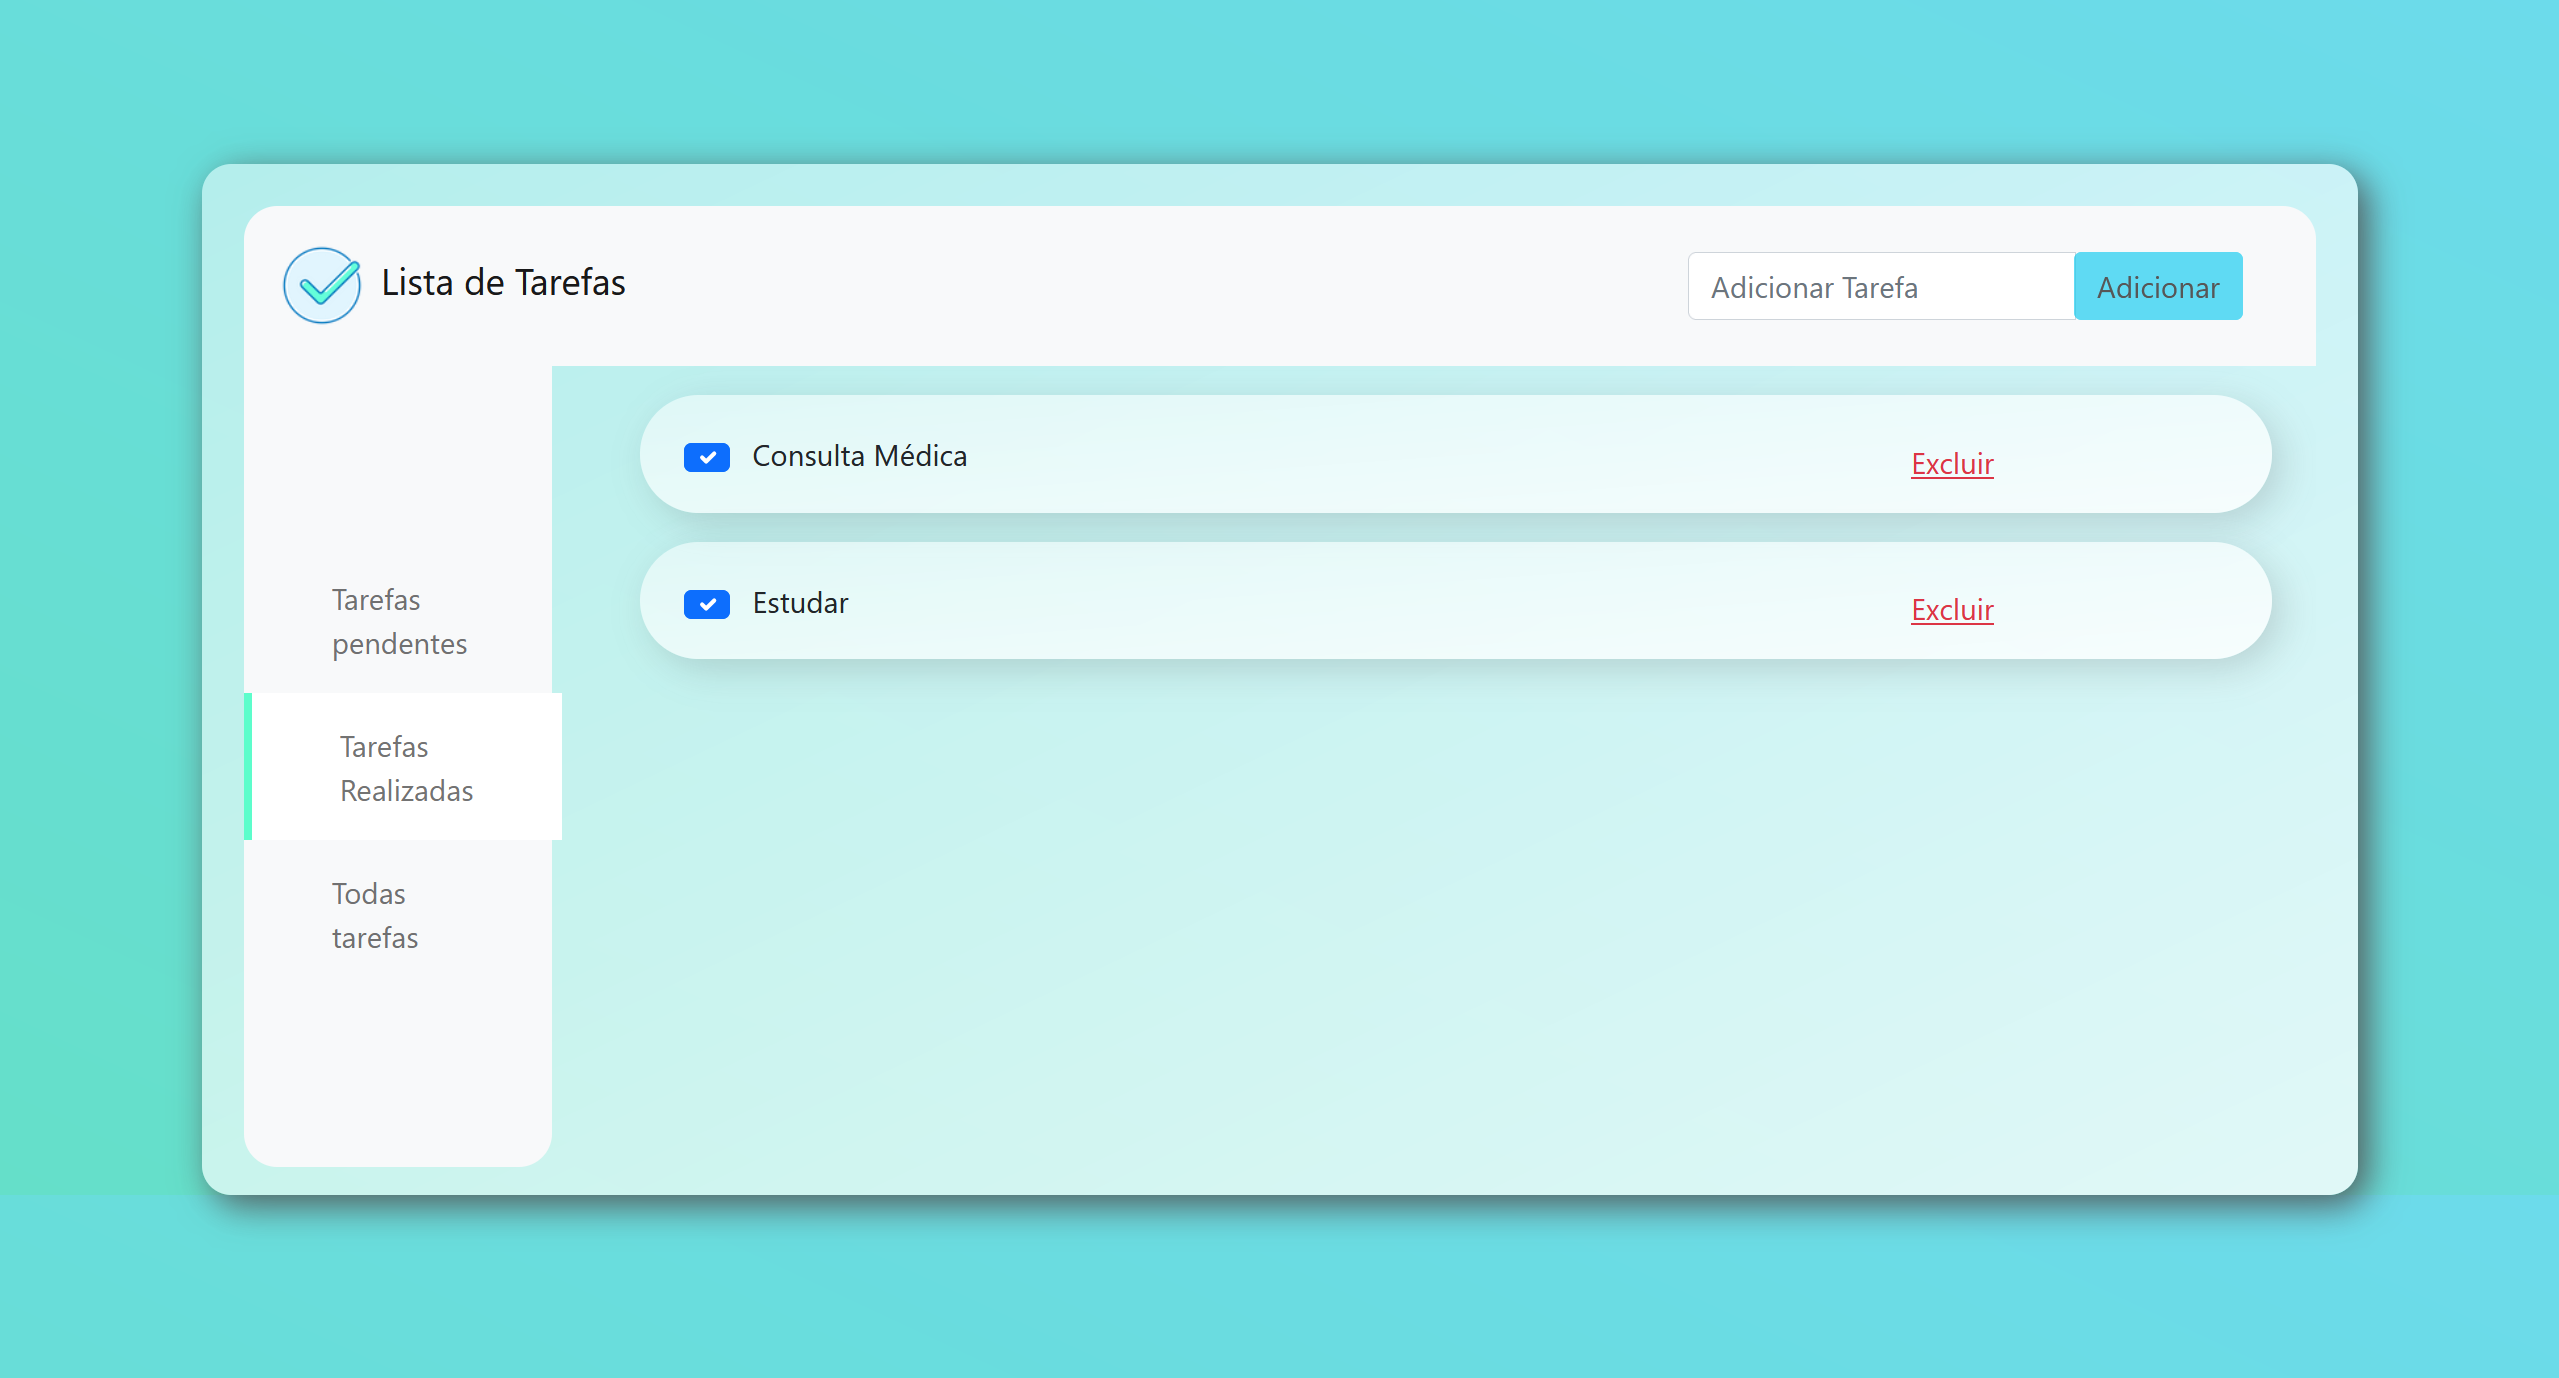 Lista de Tarefas
Adicionar Tarefa
Adicionar
Tarefas
pendentes
Tarefas
Realizadas
Todas
tarefas
Consulta Médica
Excluir
Estudar
Excluir